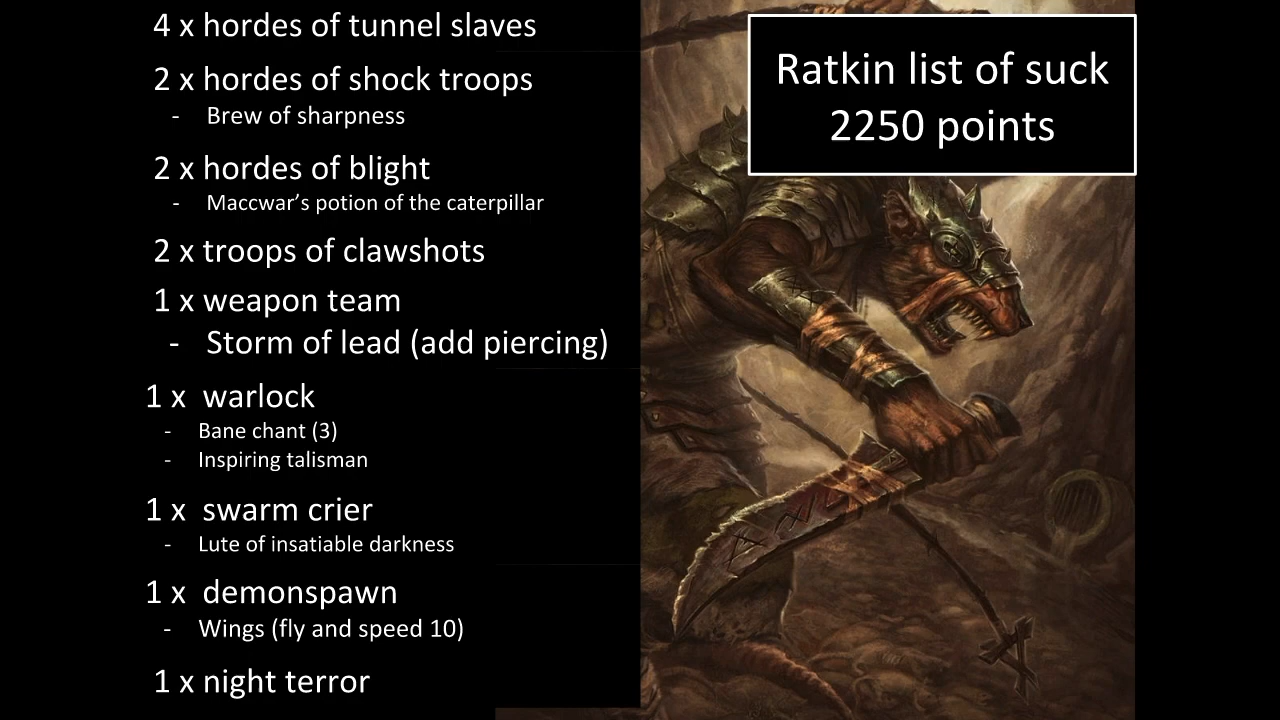 4 x hordes of tunnel slaves
2 x hordes of shock troops
- Brew of sharpness
2 x hordes of blight
- Maccwar’s potion of the caterpillar
2 x troops of clawshots
1 x weapon team
- Storm of lead (add piercing)
1 x warlock
- Bane chant (3)
- Inspiring talisman
1 x swarm crier
- Lute of insatiable darkness
1 x demonspawn
- Wings (fly and speed 10)
1 x night terror
Ratkin list of suck
2250 points